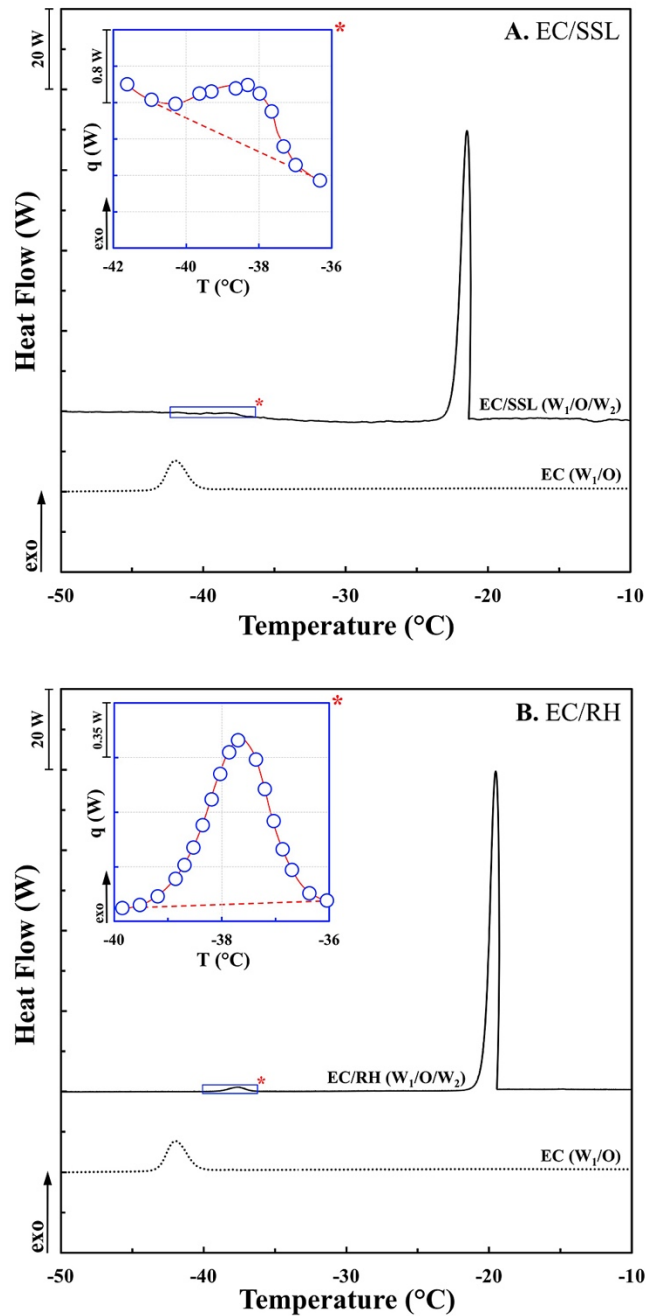 20 W
A. EC/SSL
*
0.8 W
q (W)
exo
-42
-40
-38
-36
T (°C)
Heat Flow (W)
*
EC/SSL (W₁/O/W₂)
EC (W₁/O)
exo
-50
-40
-30
-20
-10
Temperature (°C)
20 W
B. EC/RH
*
0.35 W
q (W)
exo
-40
-38
-36
T (°C)
Heat Flow (W)
*
EC/RH (W₁/O/W₂)
EC (W₁/O)
exo
-50
-40
-30
-20
-10
Temperature (°C)